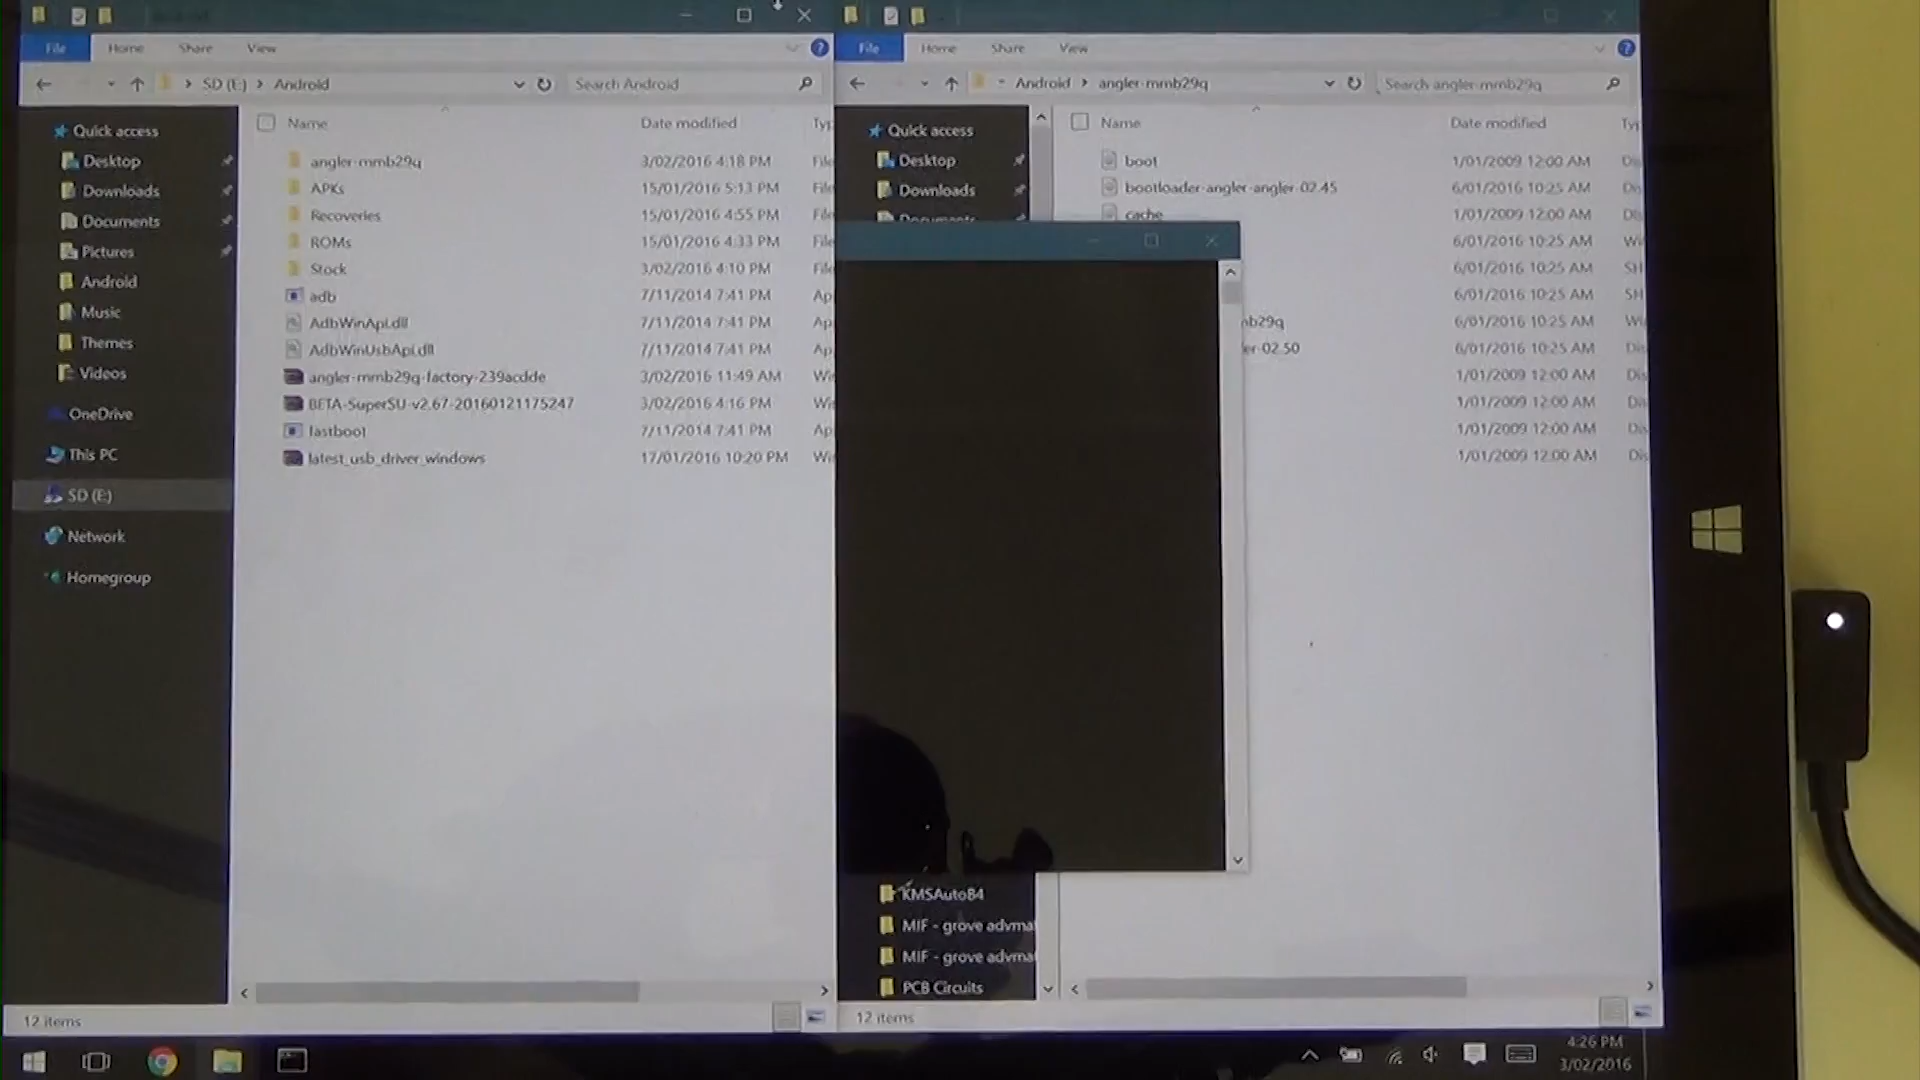 File Home Share View
SD (E:) > Android
Search Android
Name Date modified
Quick access
Desktop
Downloads
Documents
Pictures
Android
Music
Themes
Videos
OneDrive
This PC
SD (E:)
Network
Homegroup
angler-mmb29q 3/02/2016 4:18 PM
APKs 15/01/2016 5:13 PM
Recoveries 15/01/2016 4:55 PM
ROMs 15/01/2016 4:33 PM
Stock 3/02/2016 4:10 PM
adb 7/11/2014 7:41 PM
AdbWinApi.dll 7/11/2014 7:41 PM
AdbWinUsbApi.dll 7/11/2014 7:41 PM
angler-mmb29q-factory-239acdde 3/02/2016 11:49 AM
BETA-SuperSU-v2.67-20160121175247 3/02/2016 4:16 PM
fastboot 7/11/2014 7:41 PM
latest_usb_driver_windows 17/01/2016 10:20 PM
12 items
File Home Share View
Android > angler-mmb29q
Search angler-mmb29q
Name Date modified
Quick access
Desktop
Downloads
Documents
boot 1/01/2009 12:00 AM
bootloader-angler-angler-02.45 6/01/2016 10:25 AM
cache 1/01/2009 12:00 AM
6/01/2016 10:25 AM
6/01/2016 10:25 AM
6/01/2016 10:25 AM
mb29q 6/01/2016 10:25 AM
er-02.50 6/01/2016 10:25 AM
1/01/2009 12:00 AM
1/01/2009 12:00 AM
1/01/2009 12:00 AM
1/01/2009 12:00 AM
KMSAuto84
MIF - grove advmat
MIF - grove advmat
PCB Circuits
12 items
4:26 PM
3/02/2016